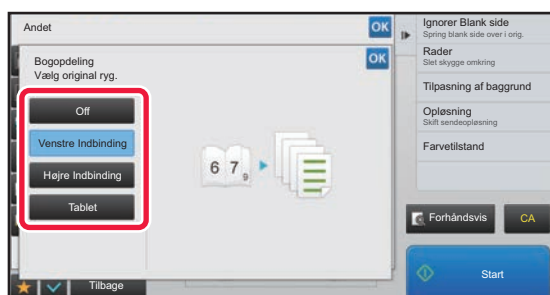 Andet
OK
Bogopdeling
Vælg original ryg.
OK
Off
Venstre Indbinding
Højre Indbinding
Tablet
6 7 9
Tilbage
Ignorer Blank side
Spring blank side over i orig.
Rader
Slet skygge omkring
Tilpasning af baggrund
Opløsning
Skift sendeopløsning
Farvetilstand
Forhåndsvis
CA
Start